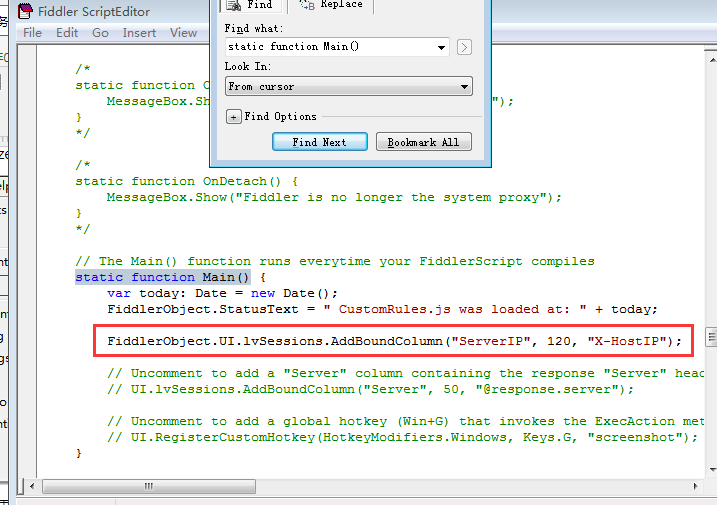 Fiddler ScriptEditor
File Edit Go Insert View
Find Replace
Find what:
static function Main()
Look In:
From cursor
+ Find Options
Find Next Bookmark All
/*
static function O
MessageBox.Sh ");
}
*/
/*
static function OnDetach() {
MessageBox.Show("Fiddler is no longer the system proxy");
}
*/
// The Main() function runs everytime your FiddlerScript compiles
static function Main() {
var today: Date = new Date();
FiddlerObject.StatusText = " CustomRules.js was loaded at: " + today;
FiddlerObject.UI.lvSessions.AddBoundColumn("ServerIP", 120, "X-HostIP");
// Uncomment to add a "Server" column containing the response "Server" head
// UI.lvSessions.AddBoundColumn("Server", 50, "@response.server");
// Uncomment to add a global hotkey (Win+G) that invokes the ExecAction met
// UI.RegisterCustomHotkey(HotkeyModifiers.Windows, Keys.G, "screenshot");
}